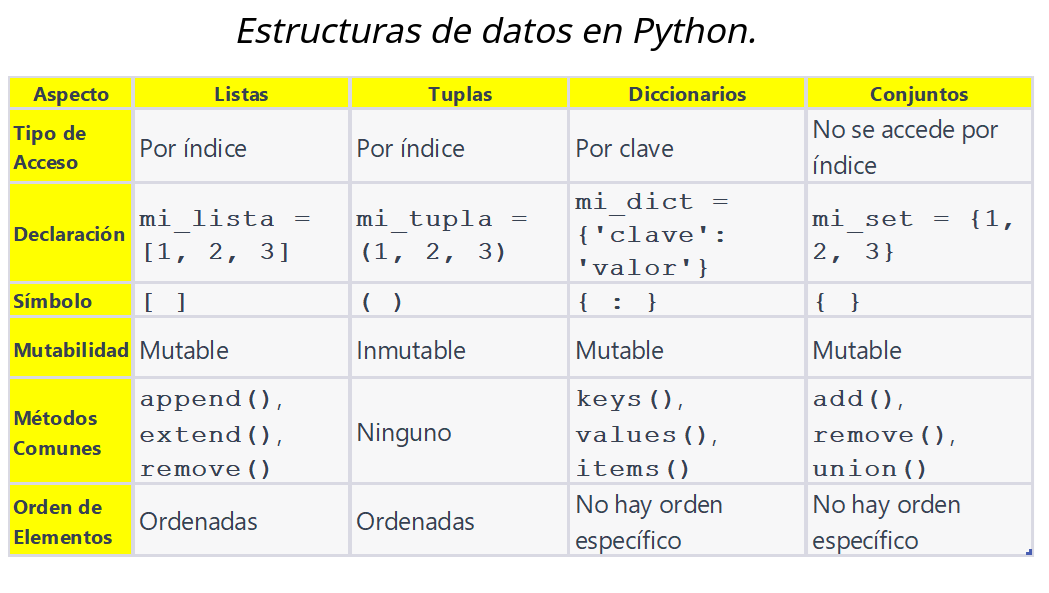 Estructuras de datos en Python.
Aspecto Listas Tuplas Diccionarios Conjuntos
Tipo de
Acceso
Por índice
Por índice
Por clave
No se accede por
índice
Declaración
mi_lista =
[1, 2, 3]
mi_tupla =
(1, 2, 3)
mi_dict =
{'clave':
'valor'}
mi_set = {1,
2, 3}
Símbolo
[ ]
( )
{ : }
{ }
Mutabilidad
Mutable
Inmutable
Mutable
Mutable
Métodos
Comunes
append(),
extend(),
remove()
Ninguno
keys(),
values(),
items()
add(),
remove(),
union()
Orden de
Elementos
Ordenadas
Ordenadas
No hay orden
específico
No hay orden
específico